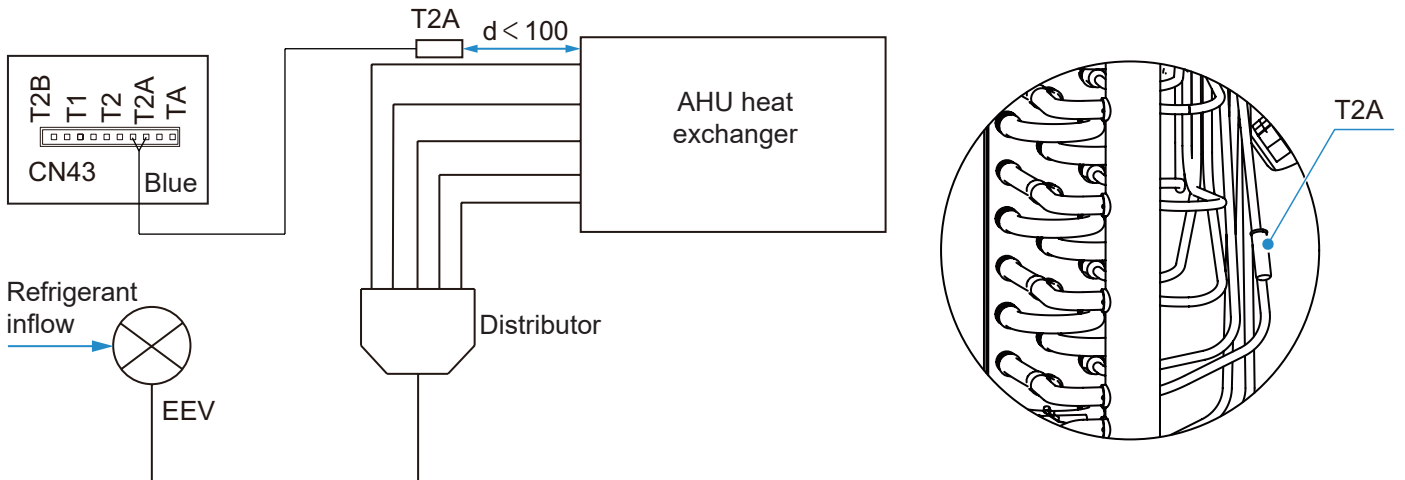 T2A
d < 100
T2B
T1
T2
T2A
TA
CN43
Blue
AHU heat
exchanger
T2A
Refrigerant
inflow
EEV
Distributor